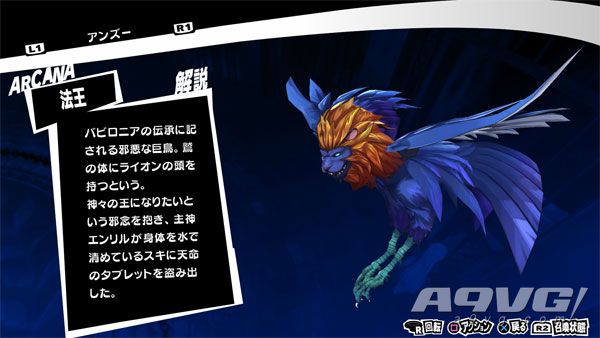 L1 アンズー R1
ARCANA
法王
解説
バビロニアの伝承に記
される邪悪な巨鳥。鷲
の体にライオンの頭を
持つという。
神々の王になりたいと
いう邪念を抱き、主神
エンリルが身体を水で
清めているスキに天命
のタブレットを盗み出
した。
A9VG!
a9vg.com
R 回転 アクション 戻る R2 召喚状態